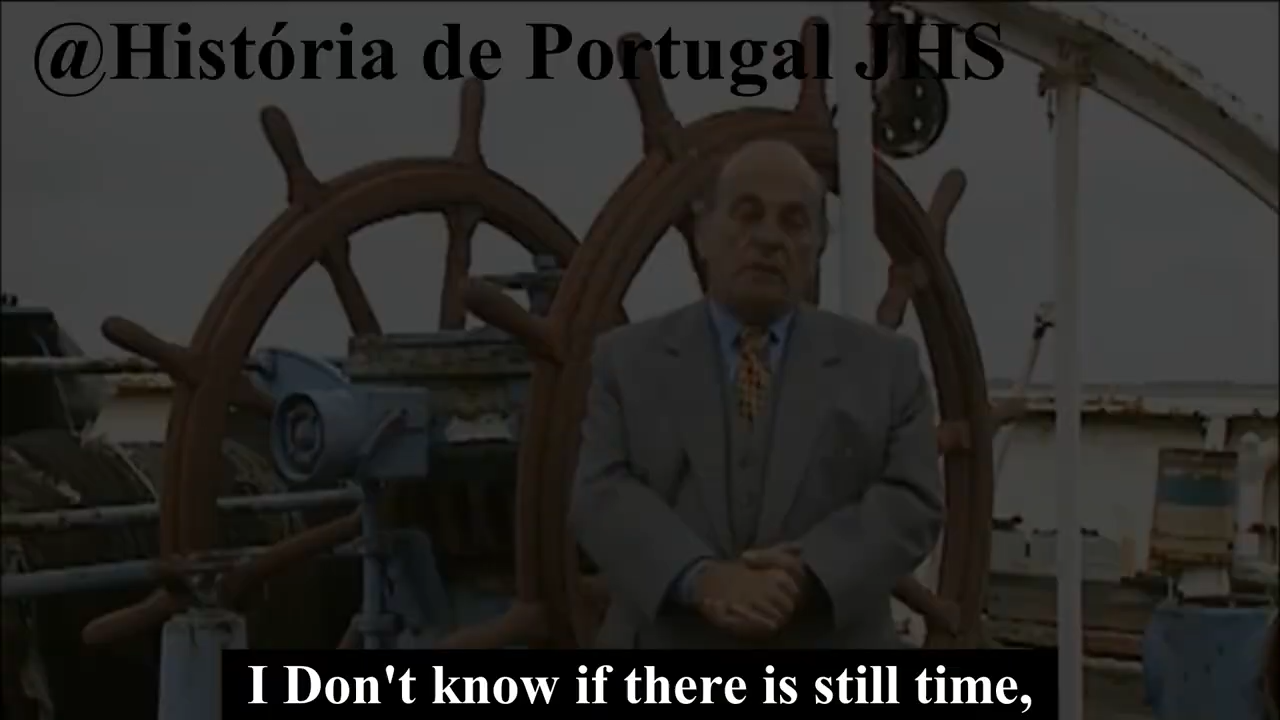 @História de Portugal JHS
I Don't know if there is still time,